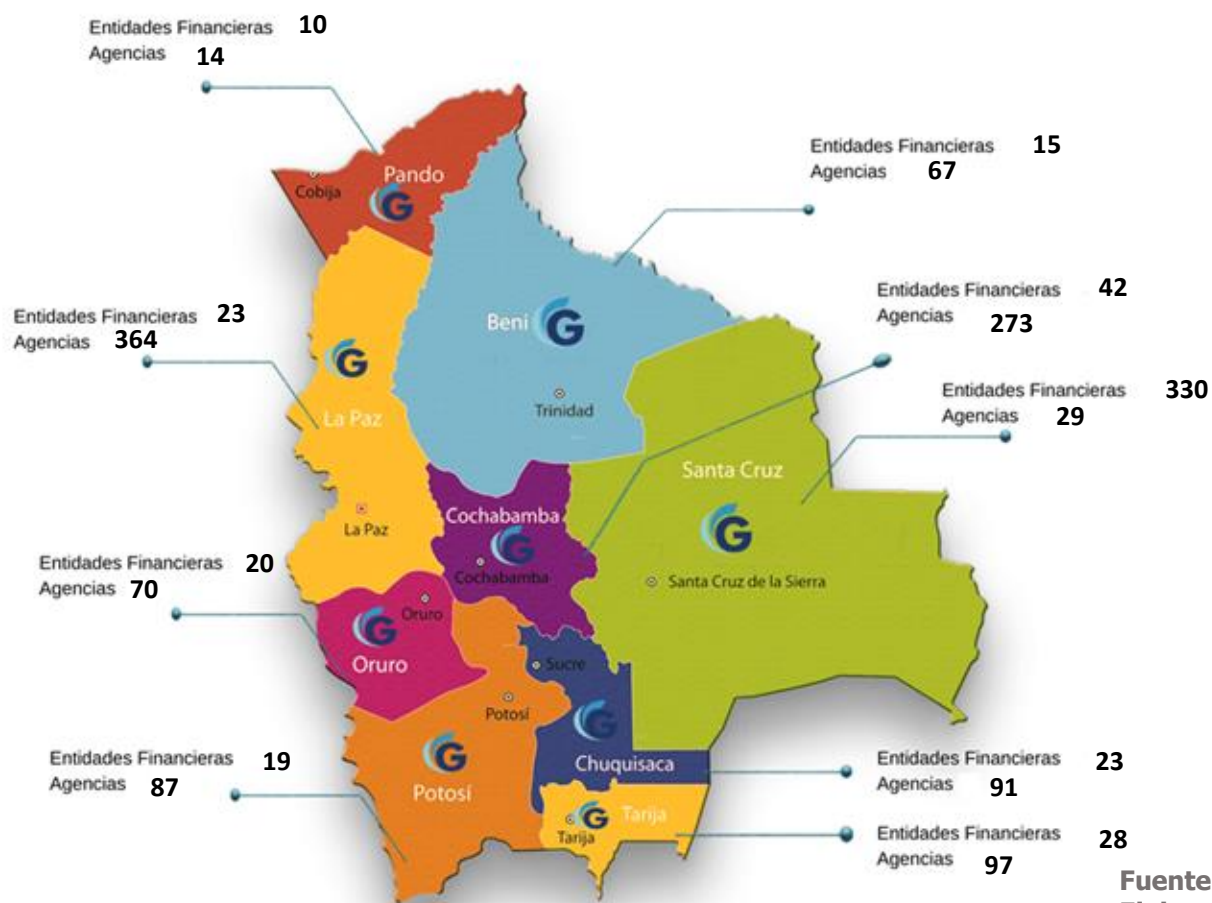 Entidades Financieras 10
Agencias 14
Entidades Financieras 15
Agencias 67
Pando
Cobija
Entidades Financieras 42
Agencias 273
Entidades Financieras 23
Agencias 364
Beni
G
G
G
Entidades Financieras 330
Agencias 29
La Paz
Trinidad
Santa Cruz
La Paz
Cochabamba
G
G
Cochabamba
Santa Cruz de la Sierra
Entidades Financieras 20
Agencias 70
Oruro
G
Oruro
Sucre
Potosí
G
G
Entidades Financieras 19
Agencias 87
Potosí
Chuquisaca
Entidades Financieras 23
Agencias 91
Tarija
G
Tarija
Entidades Financieras 28
Agencias 97
Fuente